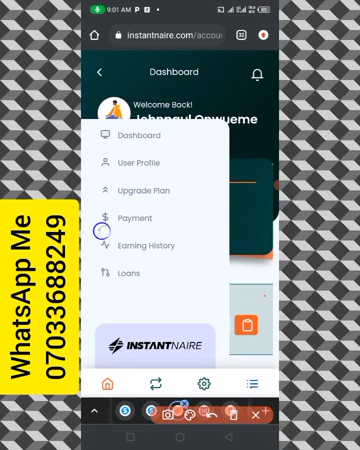 9:01 AM
instantnaire.com/accou
Dashboard
Welcome Back!
Johnpaul Onwueme
Dashboard
User Profile
Upgrade Plan
Payment
Earning History
Loans
INSTANTNAIRE
WhatsApp Me
07033688249